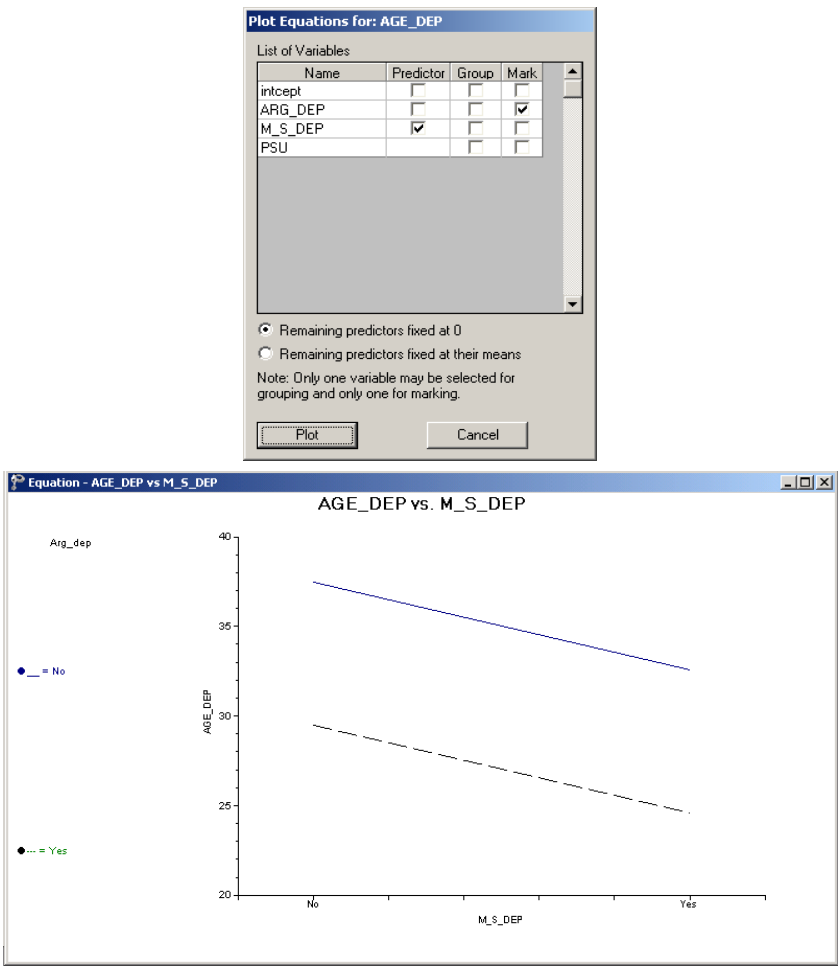 Plot Equations for: AGE_DEP
List of Variables
Name Predictor Group Mark
intcept
ARG_DEP
M_S_DEP
PSU
Remaining predictors fixed at 0
Remaining predictors fixed at their means
Note: Only one variable may be selected for
grouping and only one for marking.
Plot Cancel
Equation - AGE_DEP vs M_S_DEP
AGE_DEP vs. M_S_DEP
Arg_dep
__ = No
--- = Yes
40
35
30
25
20
AGE_DEP
No Yes
M_S_DEP